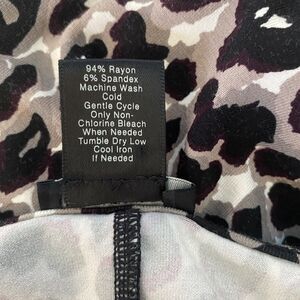 94% Rayon
6% Spandex
Machine Wash
Cold
Gentle Cycle
Only Non-
Chlorine Bleach
When Needed
Tumble Dry Low
Cool Iron
If Needed